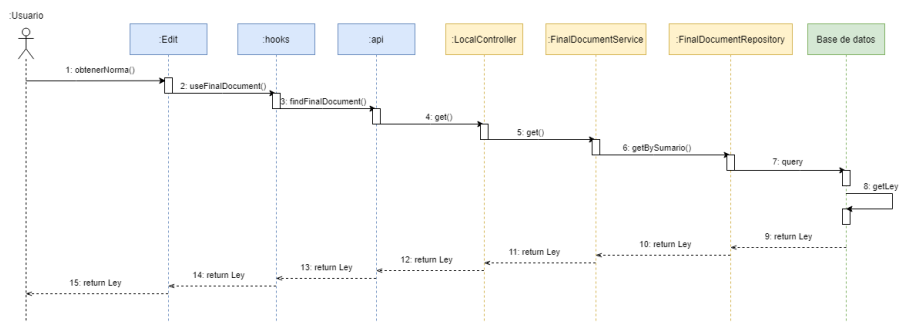 :Usuario
:Edit
:hooks
:api
:LocalController
:FinalDocumentService
:FinalDocumentRepository
Base de datos
1: obtenerNorma()
2: useFinalDocument()
3: findFinalDocument()
4: get()
5: get()
6: getBySumario()
7: query
8: getLey
9: return Ley
10: return Ley
11: return Ley
12: return Ley
13: return Ley
14: return Ley
15: return Ley